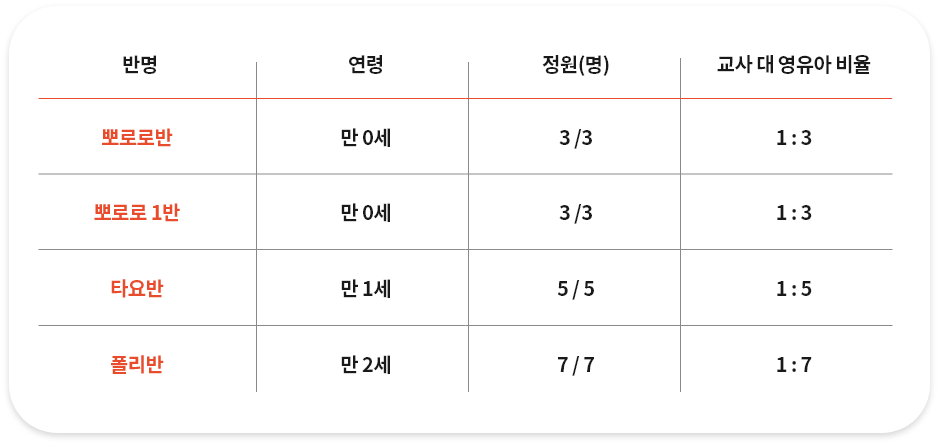 반명 연령 정원(명) 교사 대 영유아 비율
뽀로로반 만 0세 3 /3 1 : 3
뽀로로 1반 만 0세 3 /3 1 : 3
타요반 만 1세 5 / 5 1 : 5
폴리반 만 2세 7 / 7 1 : 7